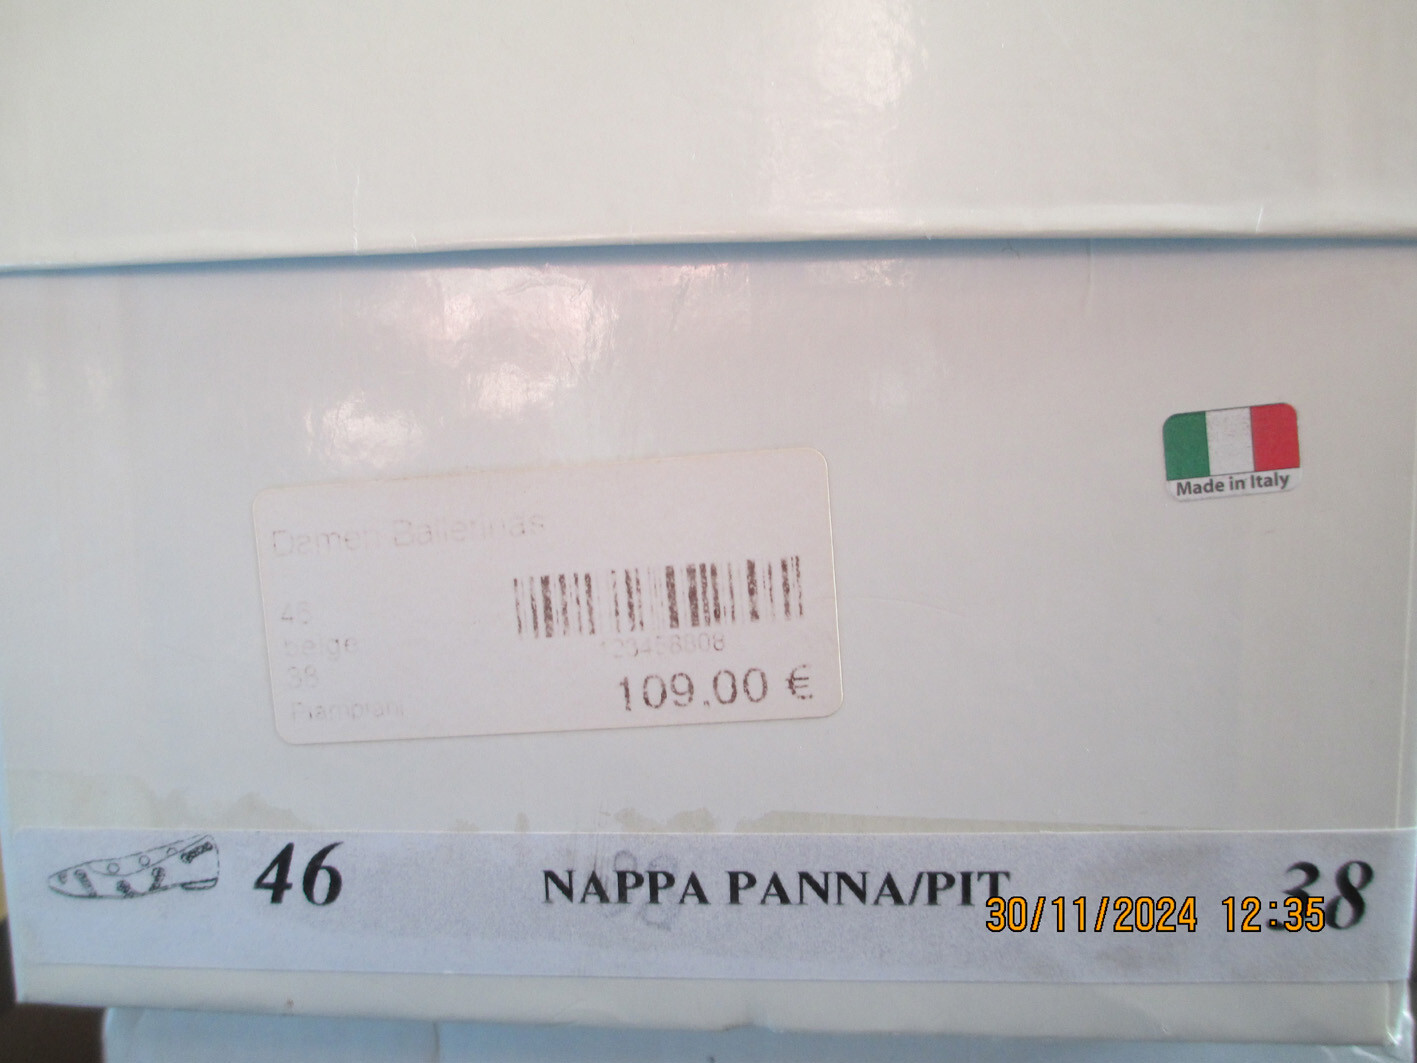 Made in Italy
Damen Ballerinas
46
beige
38
109.00 €
46 NAPPA PANNA/PIT 38
30/11/2024 12:35